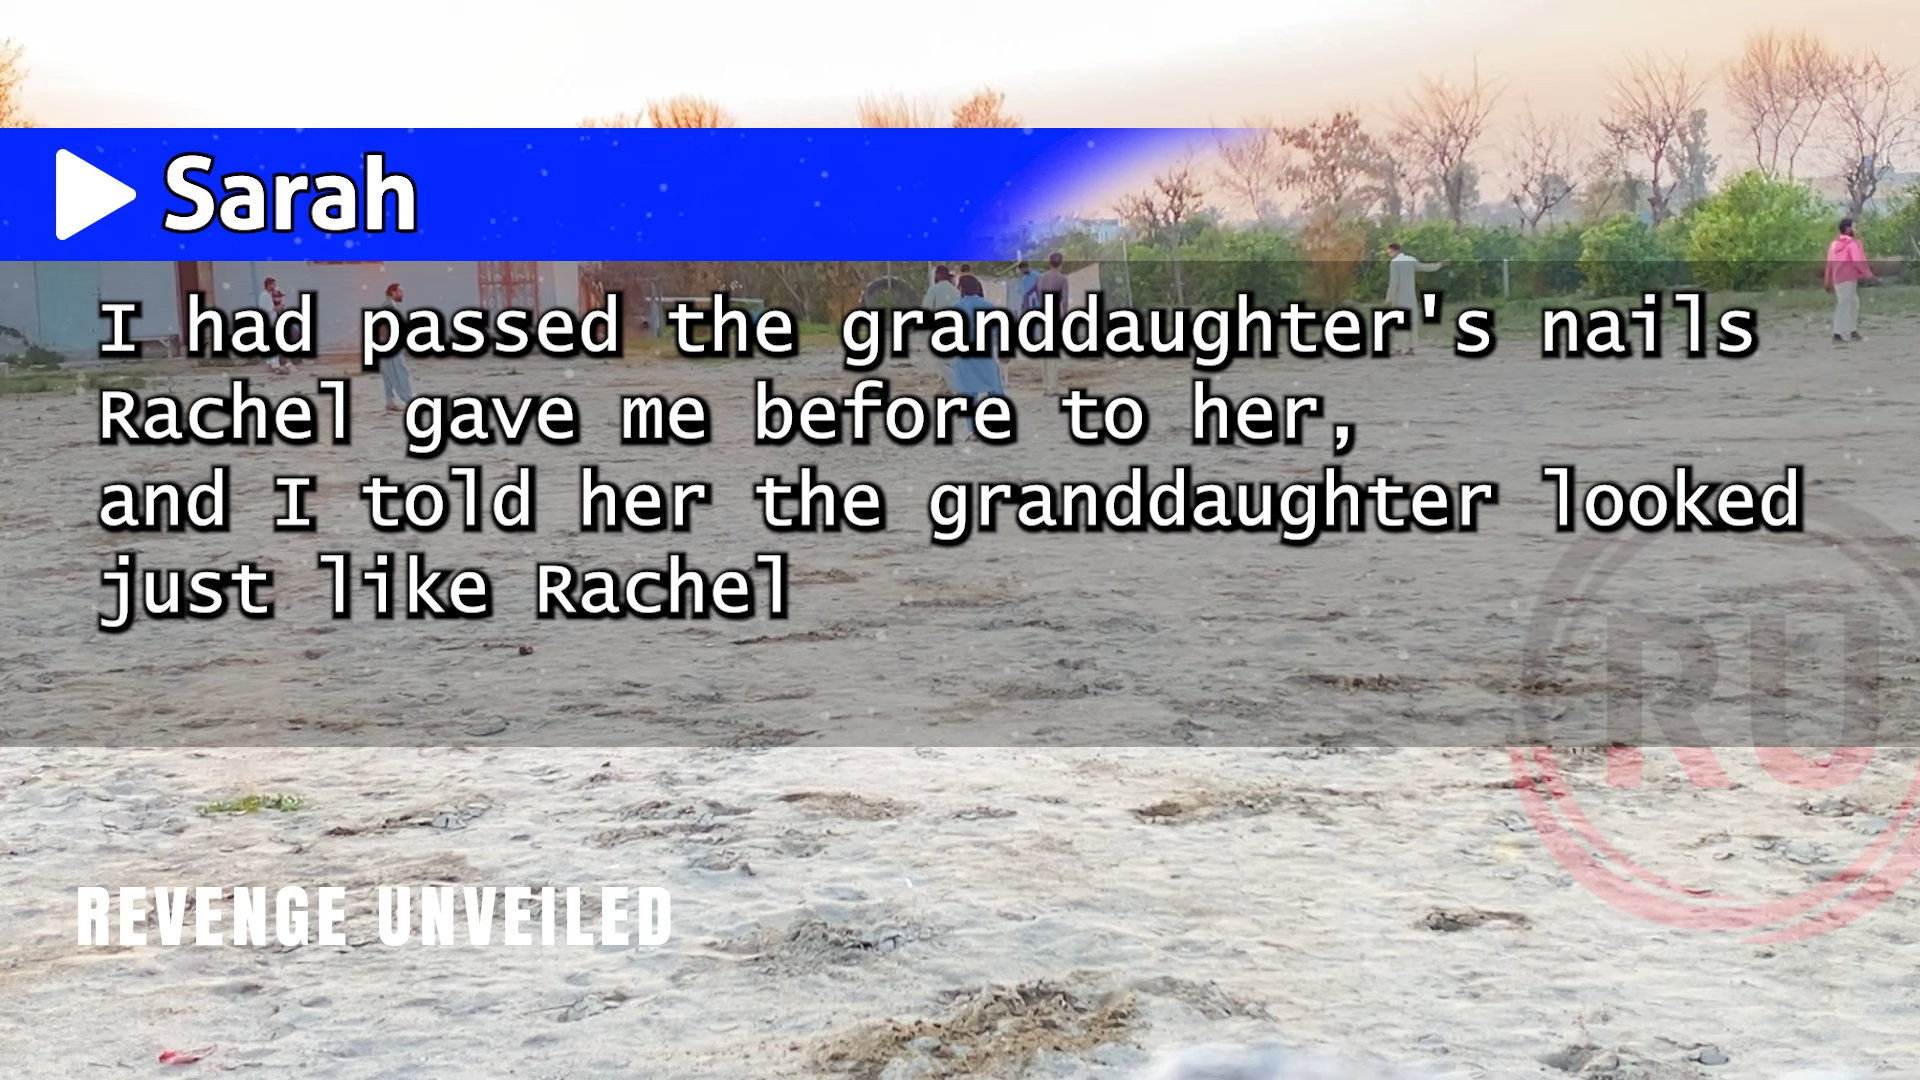 Sarah
I had passed the granddaughter's nails
Rachel gave me before to her,
and I told her the granddaughter looked
just like Rachel
RU
REVENGE UNVEILED